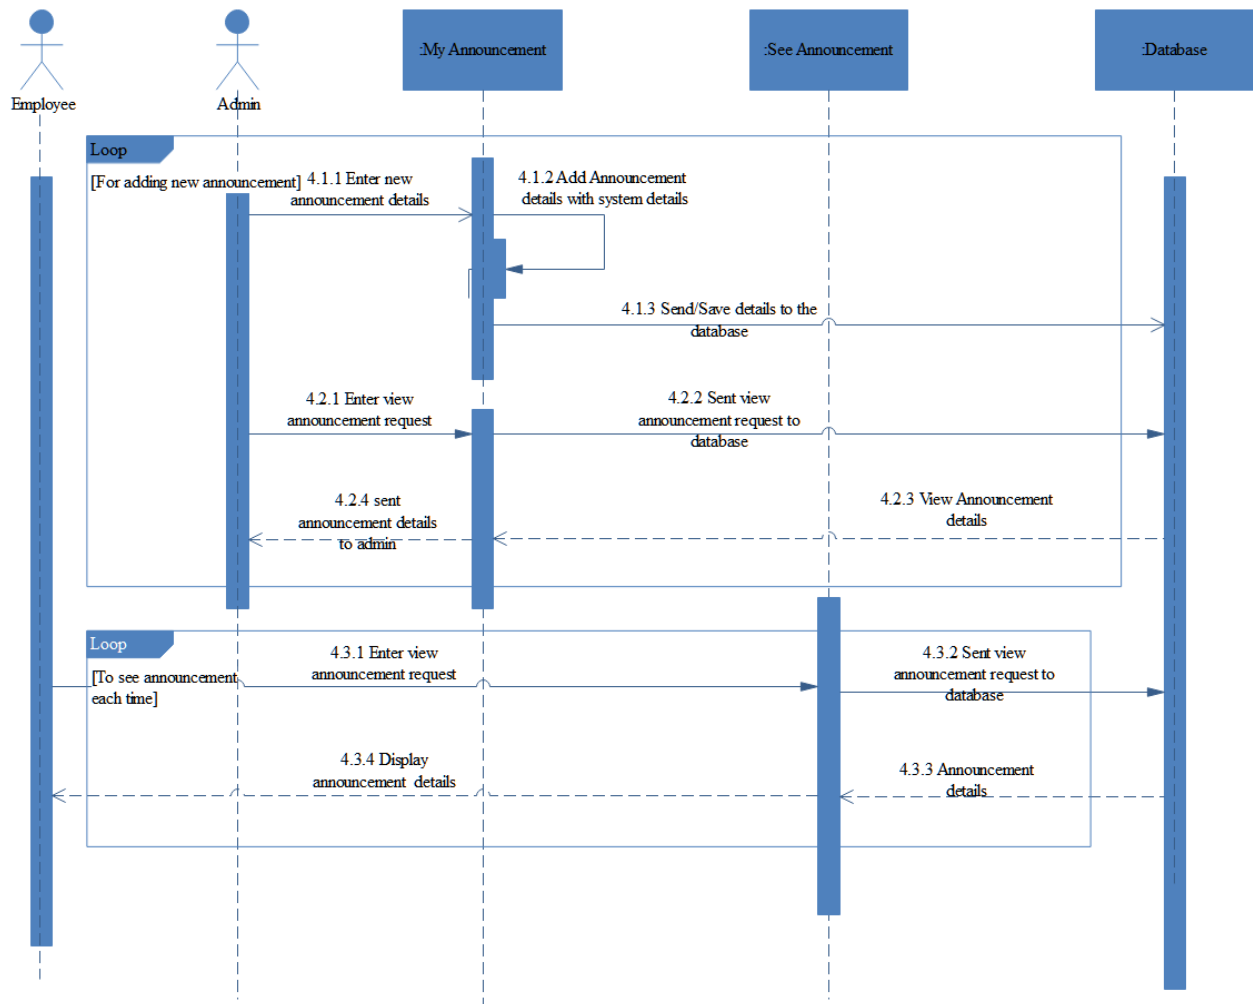 Employee
Admin
:My Announcement
:See Announcement
:Database
Loop
[For adding new announcement]
4.1.1 Enter new
announcement details
4.1.2 Add Announcement
details with system details
4.1.3 Send/Save details to the
database
4.2.1 Enter view
announcement request
4.2.2 Sent view
announcement request to
database
4.2.3 View Announcement
details
4.2.4 sent
announcement details
to admin
Loop
[To see announcement
each time]
4.3.1 Enter view
announcement request
4.3.2 Sent view
announcement request to
database
4.3.3 Announcement
details
4.3.4 Display
announcement details